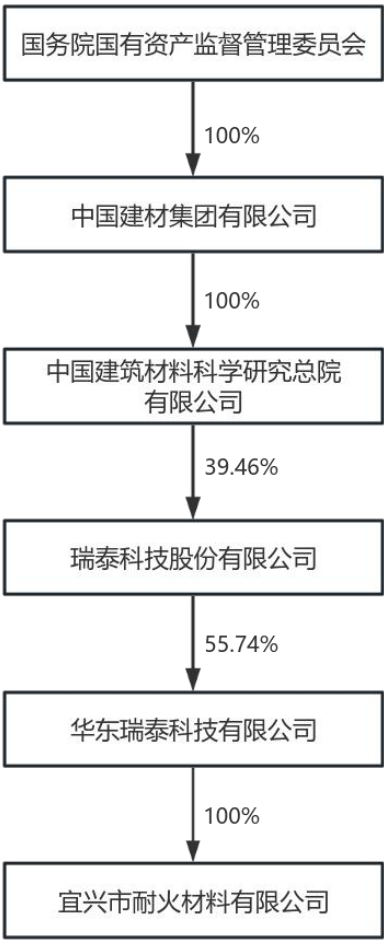 国务院国有资产监督管理委员会
100%
中国建材集团有限公司
100%
中国建筑材料科学研究总院
有限公司
39.46%
瑞泰科技股份有限公司
55.74%
华东瑞泰科技有限公司
100%
宜兴市耐火材料有限公司